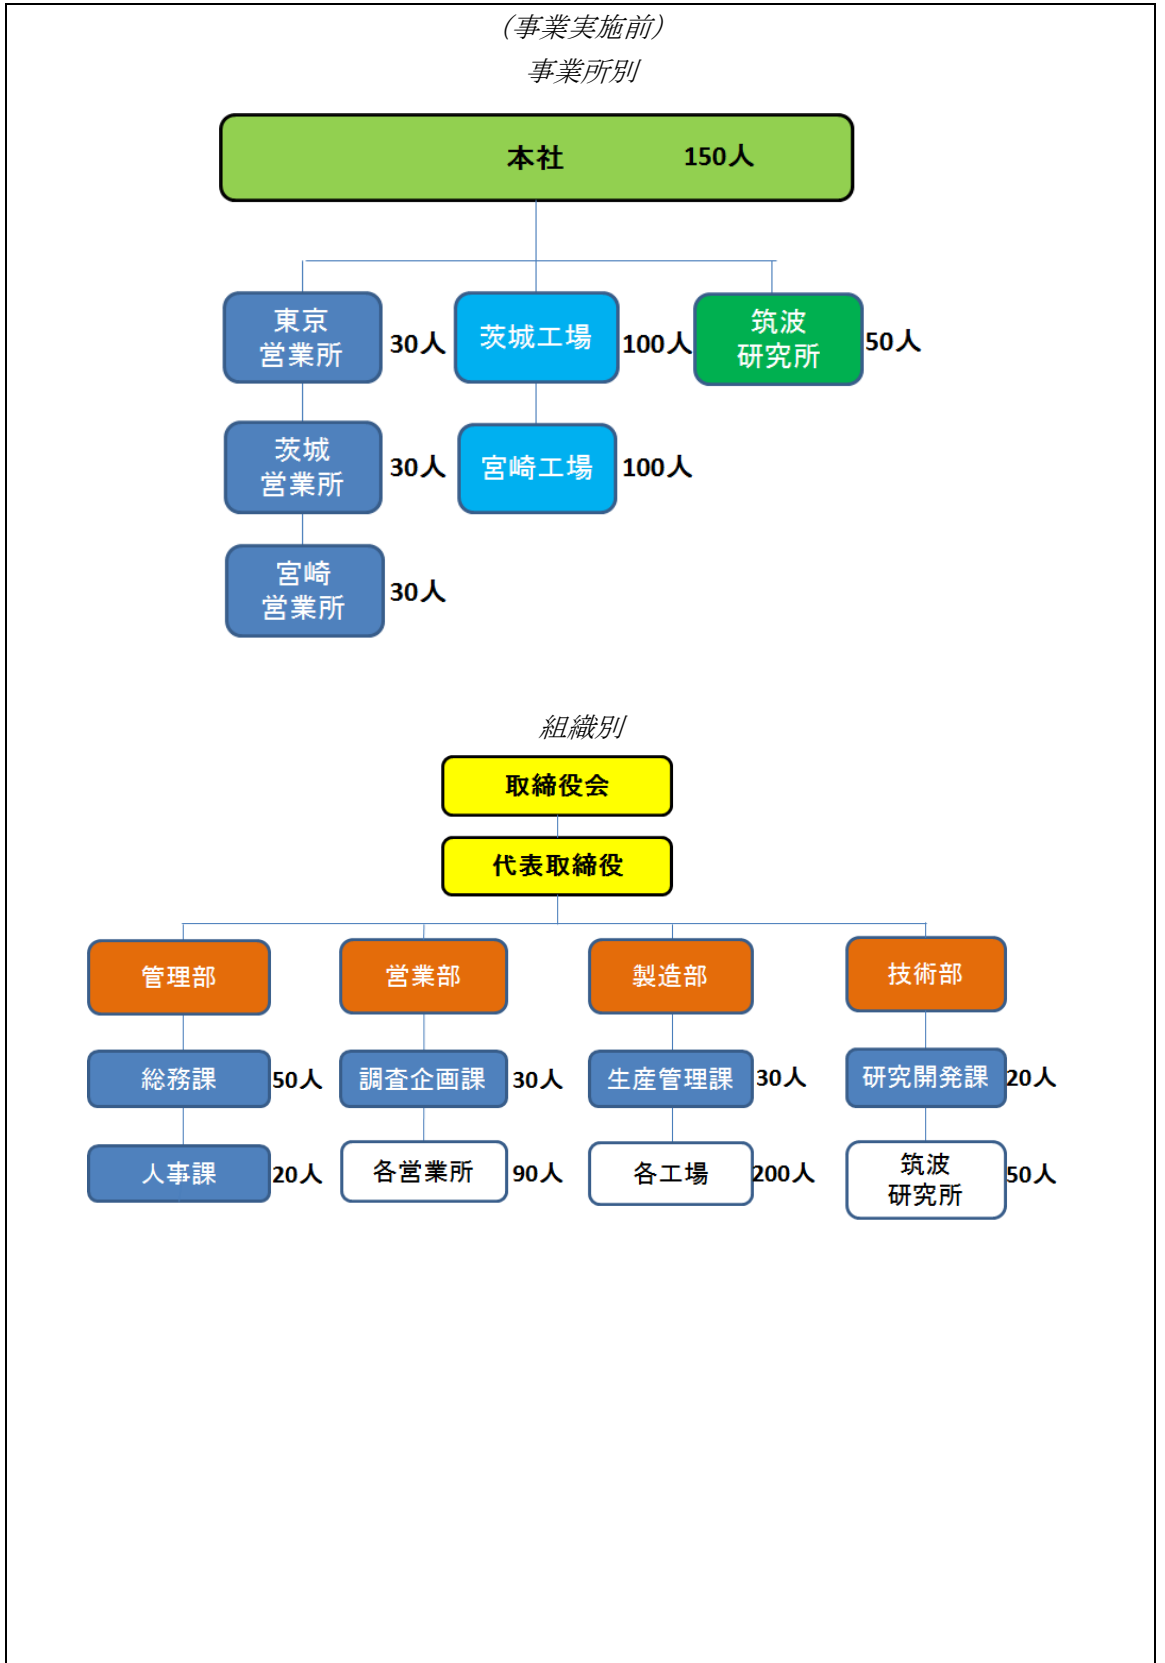 （事業実施前）
事業所別
本社 150人
東京
営業所
30人
茨城工場
100人
筑波
研究所
50人
茨城
営業所
30人
宮崎工場
100人
宮崎
営業所
30人
組織別
取締役会
代表取締役
管理部
営業部
製造部
技術部
総務課
50人
調査企画課
30人
生産管理課
30人
研究開発課
20人
人事課
20人
各営業所
90人
各工場
200人
筑波
研究所
50人